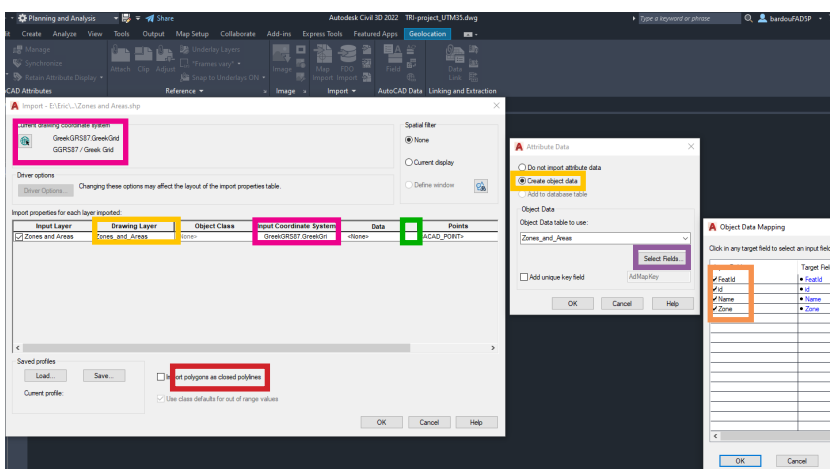 Planning and Analysis
Share
Autodesk Civil 3D 2022 TRI-project_UTM35.dwg
Type a keyword or phrase
bardouFAD5P
Create Analyze View Tools Output Map Setup Collaborate Add-ins Express Tools Featured Apps Geolocation
Manage
Synchronize
Retain Attribute Display
CAD Attributes
Attach Clip Adjust
Underlay Layers
*Frames vary*
Snap to Underlays ON
Reference
Image
Image
Map Import
FDO Import
Import
Field
AutoCAD Data
Data Link
Linking and Extraction
Import - E:\Eric\..\Zones and Areas.shp
Current drawing coordinate system
GreekGRS87.GreekGrid
GGRS87 / Greek Grid
Spatial filter
None
Current display
Define window
Driver options
Driver Options...
Changing these options may affect the layout of the import properties table.
Import properties for each layer imported:
Input Layer Drawing Layer Object Class Input Coordinate System Data Points
Zones and Areas Zones_and_Areas <None> GreekGRS87.GreekGri <None> <ACAD_POINT>
Saved profiles
Load... Save...
Current profile:
Import polygons as closed polylines
Use class defaults for out of range values
OK Cancel Help
Attribute Data
Do not import attribute data
Create object data
Add to database table
Object Data
Object Data table to use:
Zones_and_Areas
Select Fields...
Add unique key field AdMapKey
OK Cancel Help
Object Data Mapping
Click in any target field to select an input fiel
Target Fiel
FeatId FeatId
id id
Name Name
Zone Zone
OK Cancel